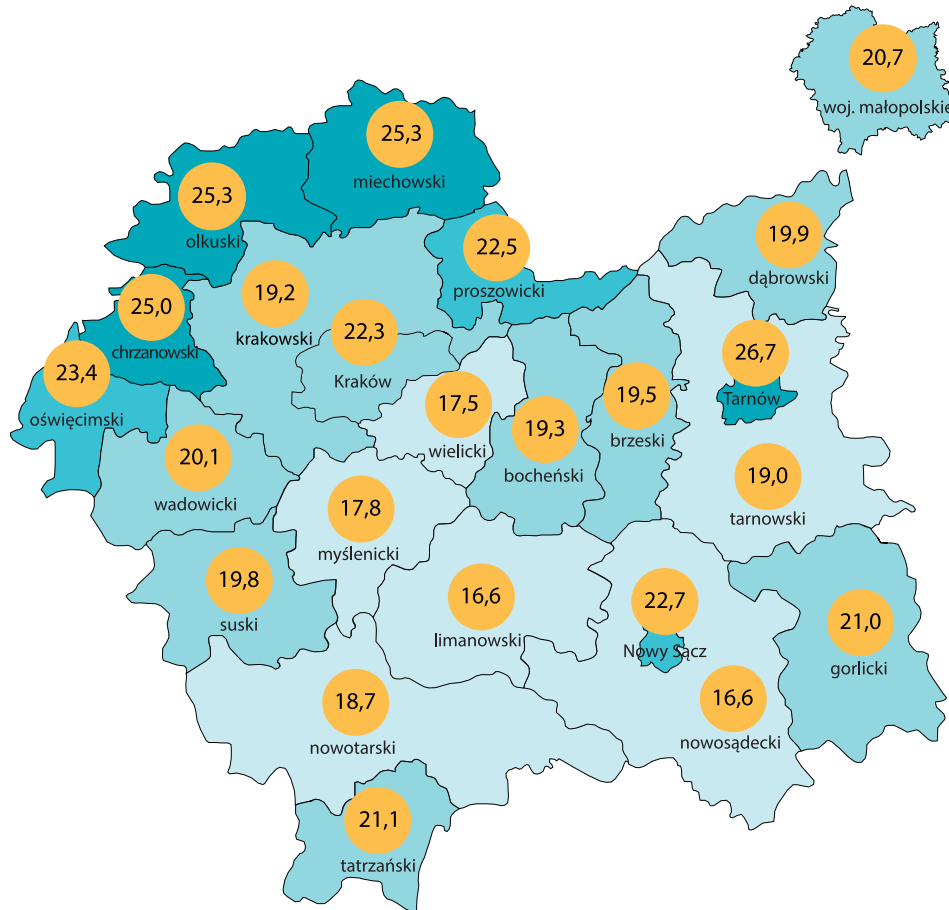 20,7
woj. małopolskie
25,3
miechowski
25,3
olkuski
22,5
proszowicki
19,9
dąbrowski
19,2
krakowski
25,0
chrzanowski
22,3
Kraków
26,7
Tarnów
23,4
oświęcimski
17,5
wielicki
19,5
brzeski
19,3
bocheński
20,1
wadowicki
19,0
tarnowski
17,8
myślenicki
19,8
suski
16,6
limanowski
22,7
Nowy Sącz
21,0
gorlicki
18,7
nowotarski
16,6
nowosądecki
21,1
tatrzański